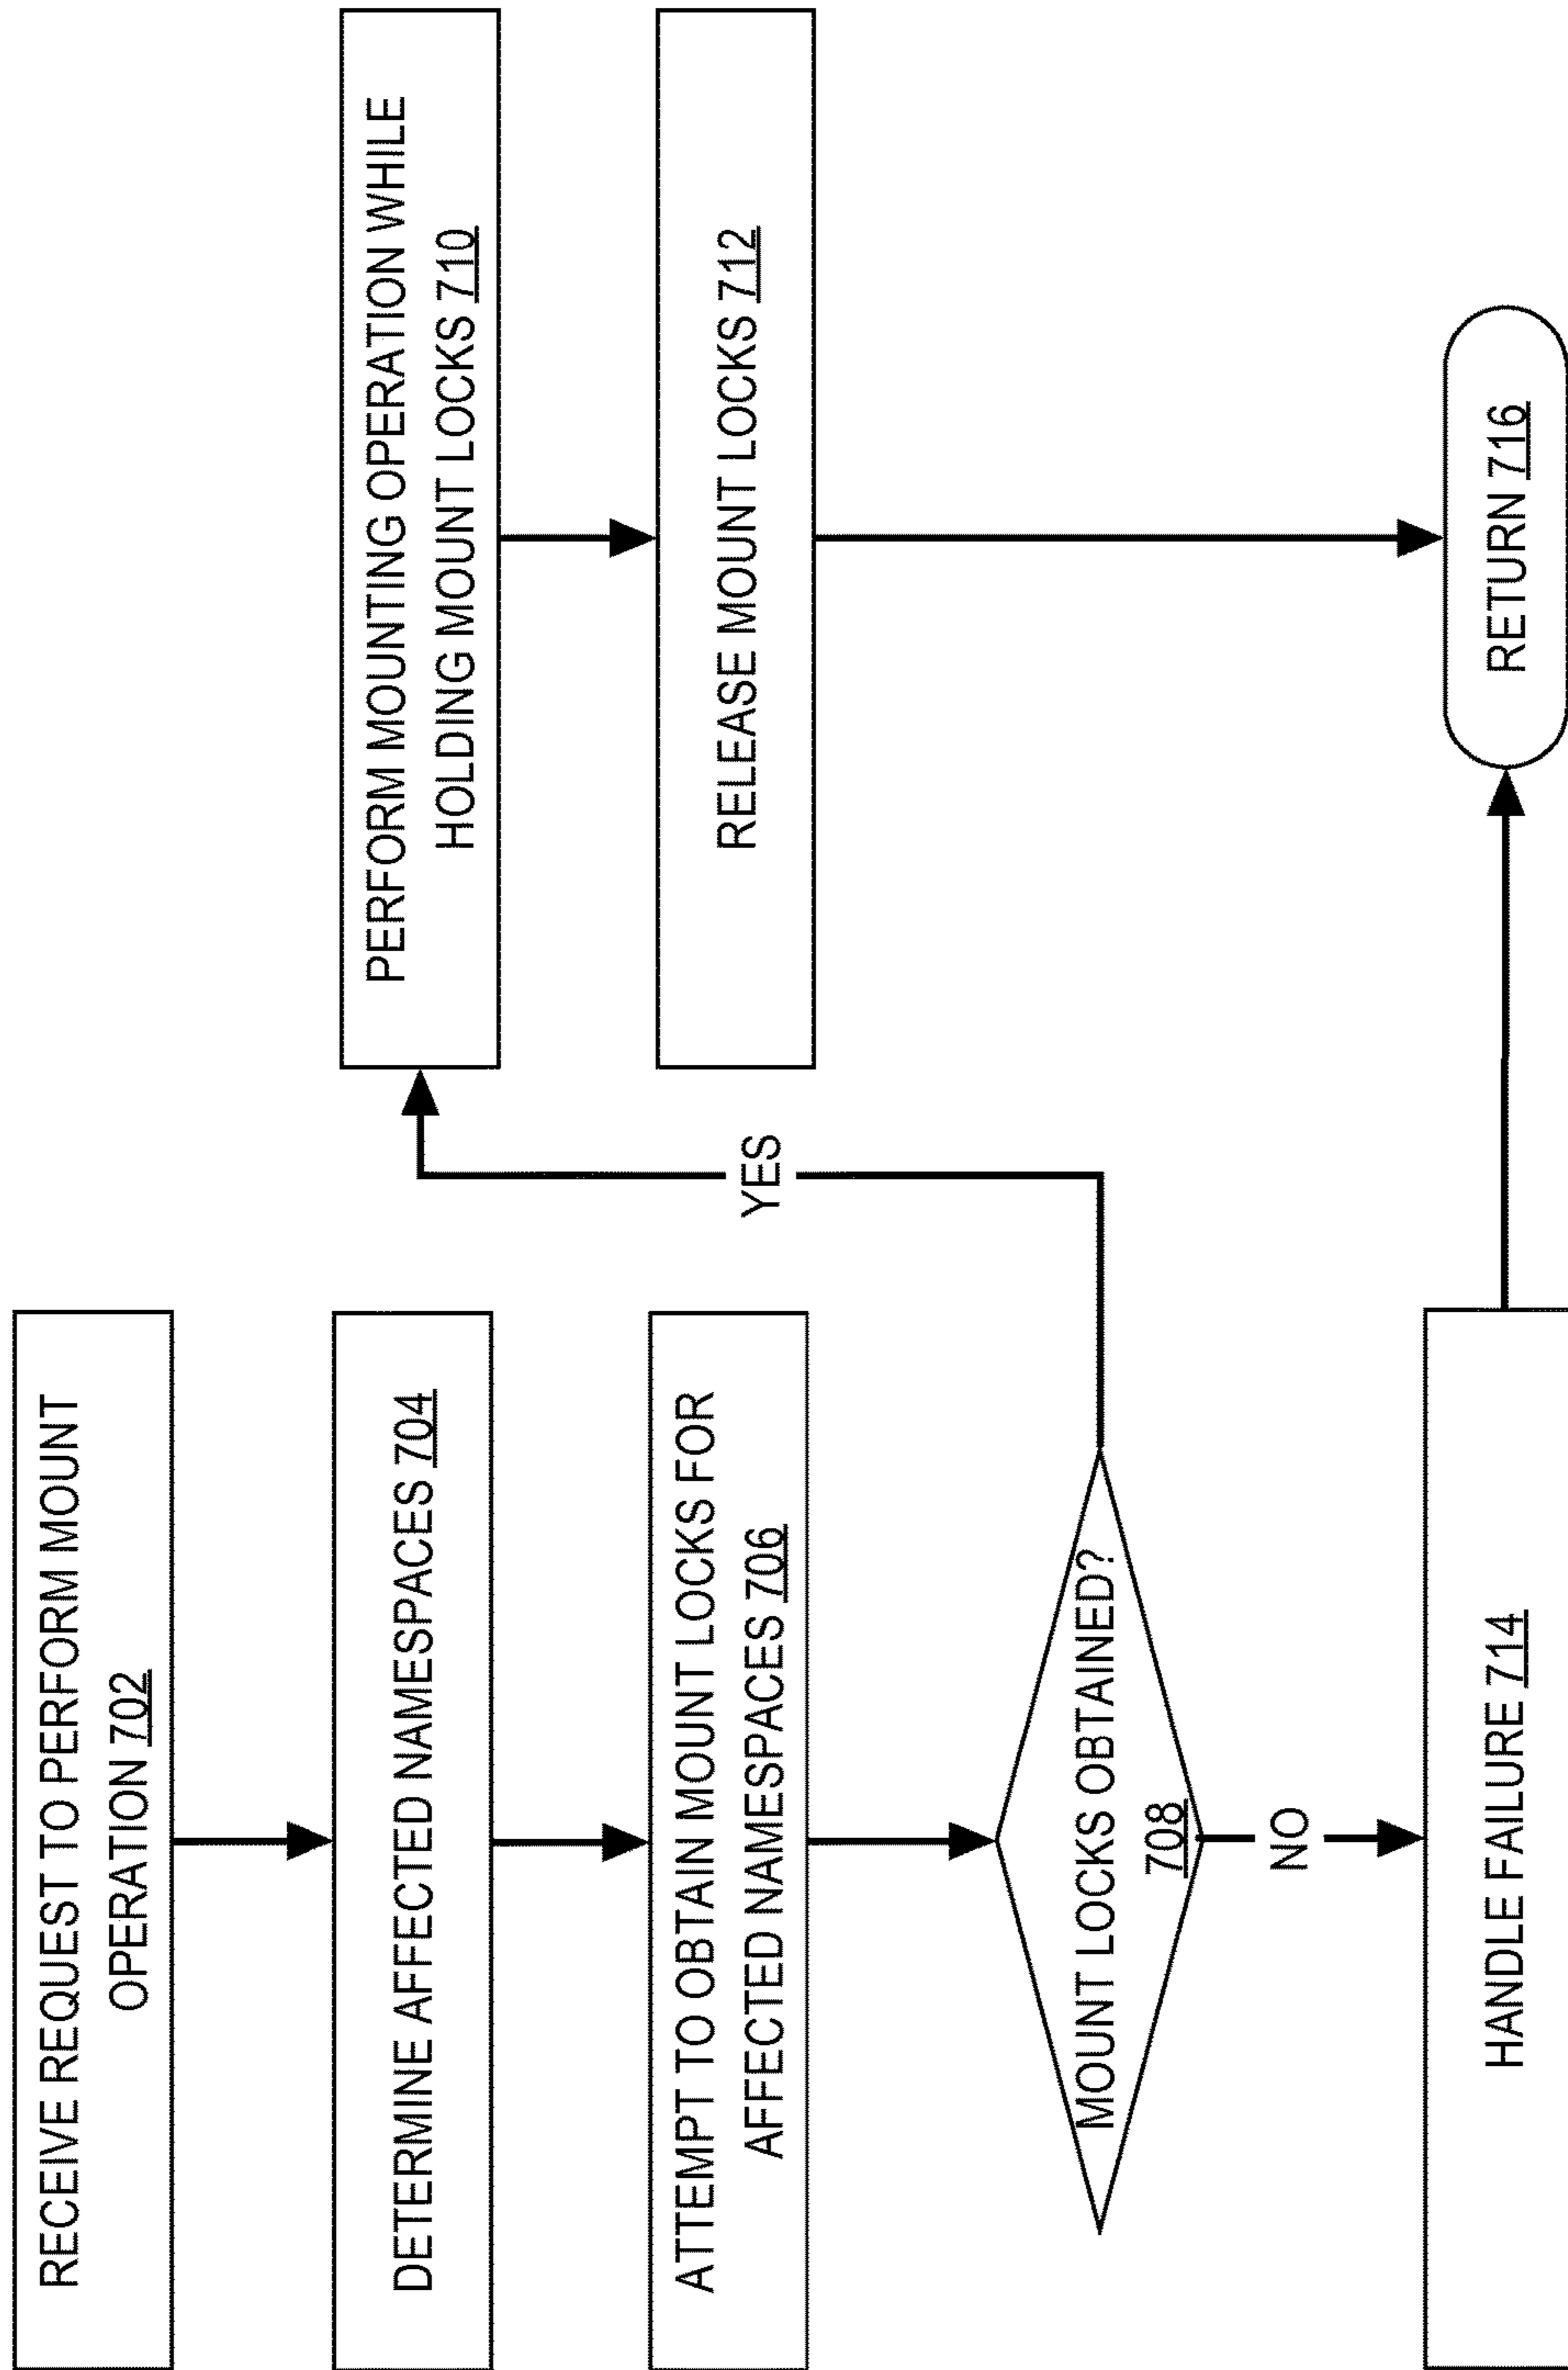 RECEIVE REQUEST TO PERFORM MOUNT
OPERATION 702
DETERMINE AFFECTED NAMESPACES 704
ATTEMPT TO OBTAIN MOUNT LOCKS FOR
AFFECTED NAMESPACES 706
MOUNT LOCKS OBTAINED?
708
YES
NO
PERFORM MOUNTING OPERATION WHILE
HOLDING MOUNT LOCKS 710
RELEASE MOUNT LOCKS 712
HANDLE FAILURE 714
RETURN 716